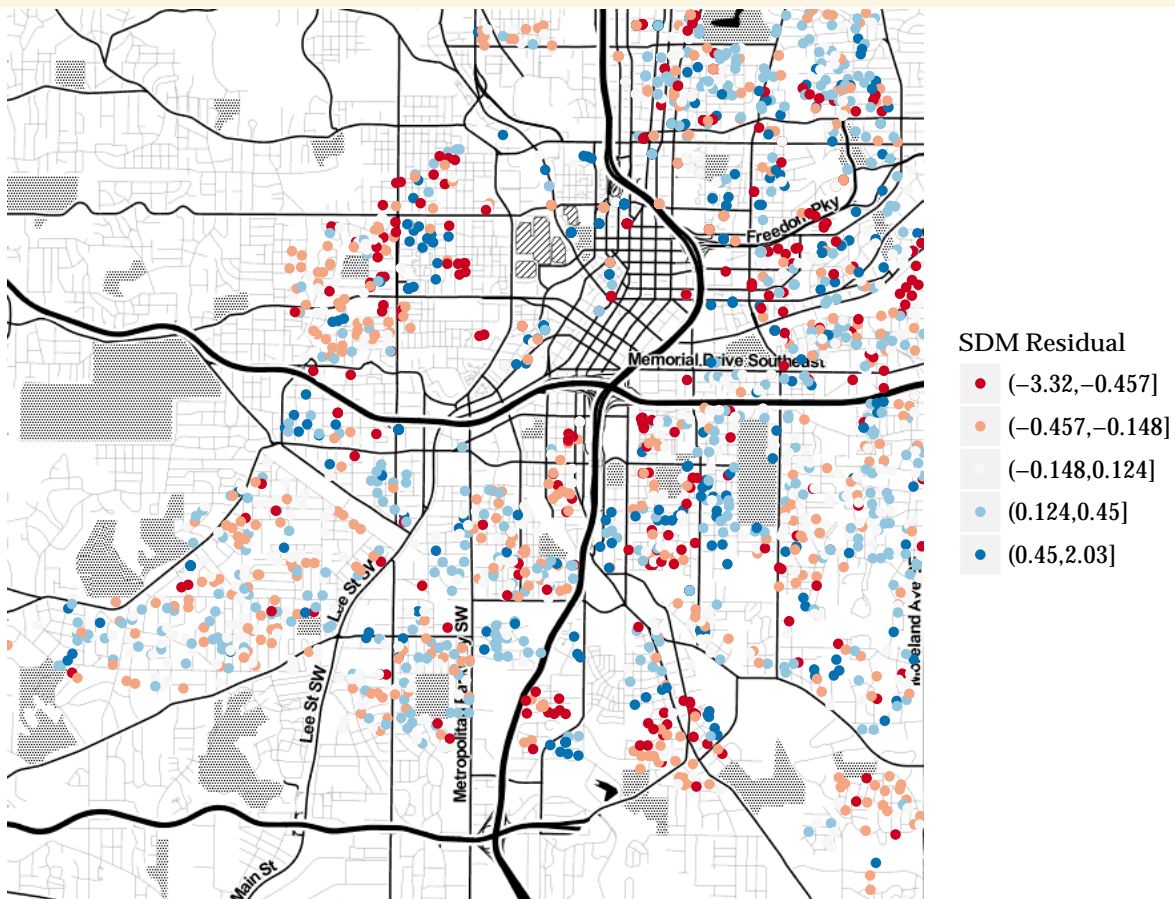 Freedom Pky
Memorial Drive Southeast
SDM Residual
(−3.32,−0.457]
(−0.457,−0.148]
(−0.148,0.124]
(0.124,0.45]
(0.45,2.03]
Lee St SW
Moreland Ave
Lee St SW
Metropolitan Pkwy SW
Main St